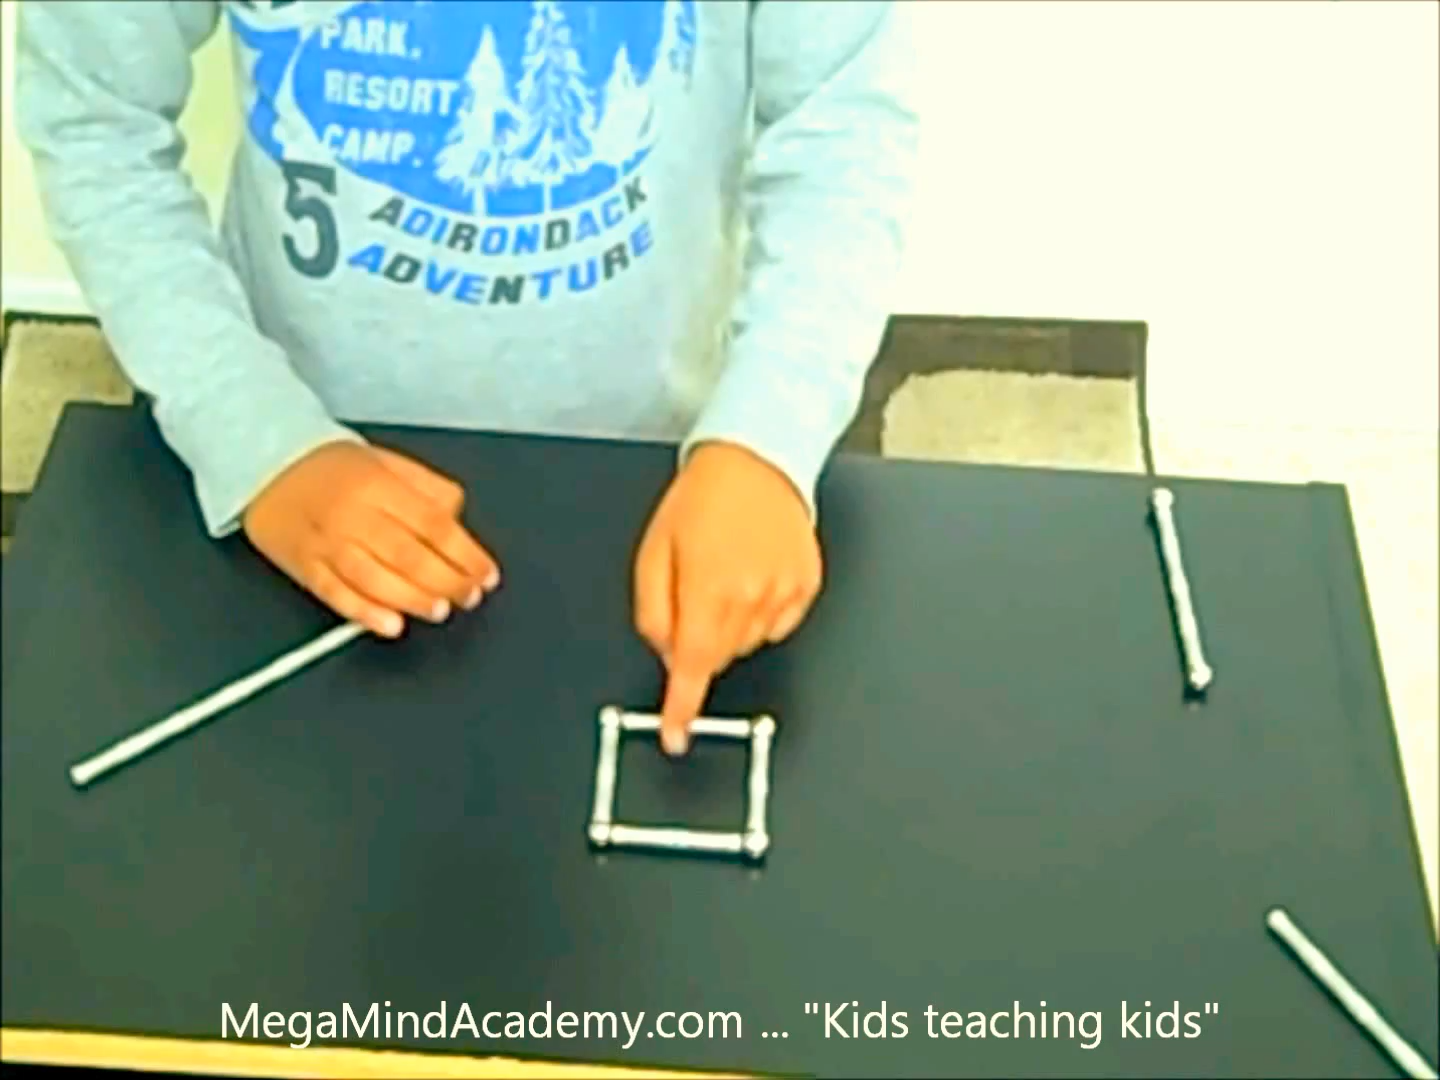 PARK.
RESORT.
CAMP.
5 ADIRONDACK
ADVENTURE
MegaMindAcademy.com ... "Kids teaching kids"